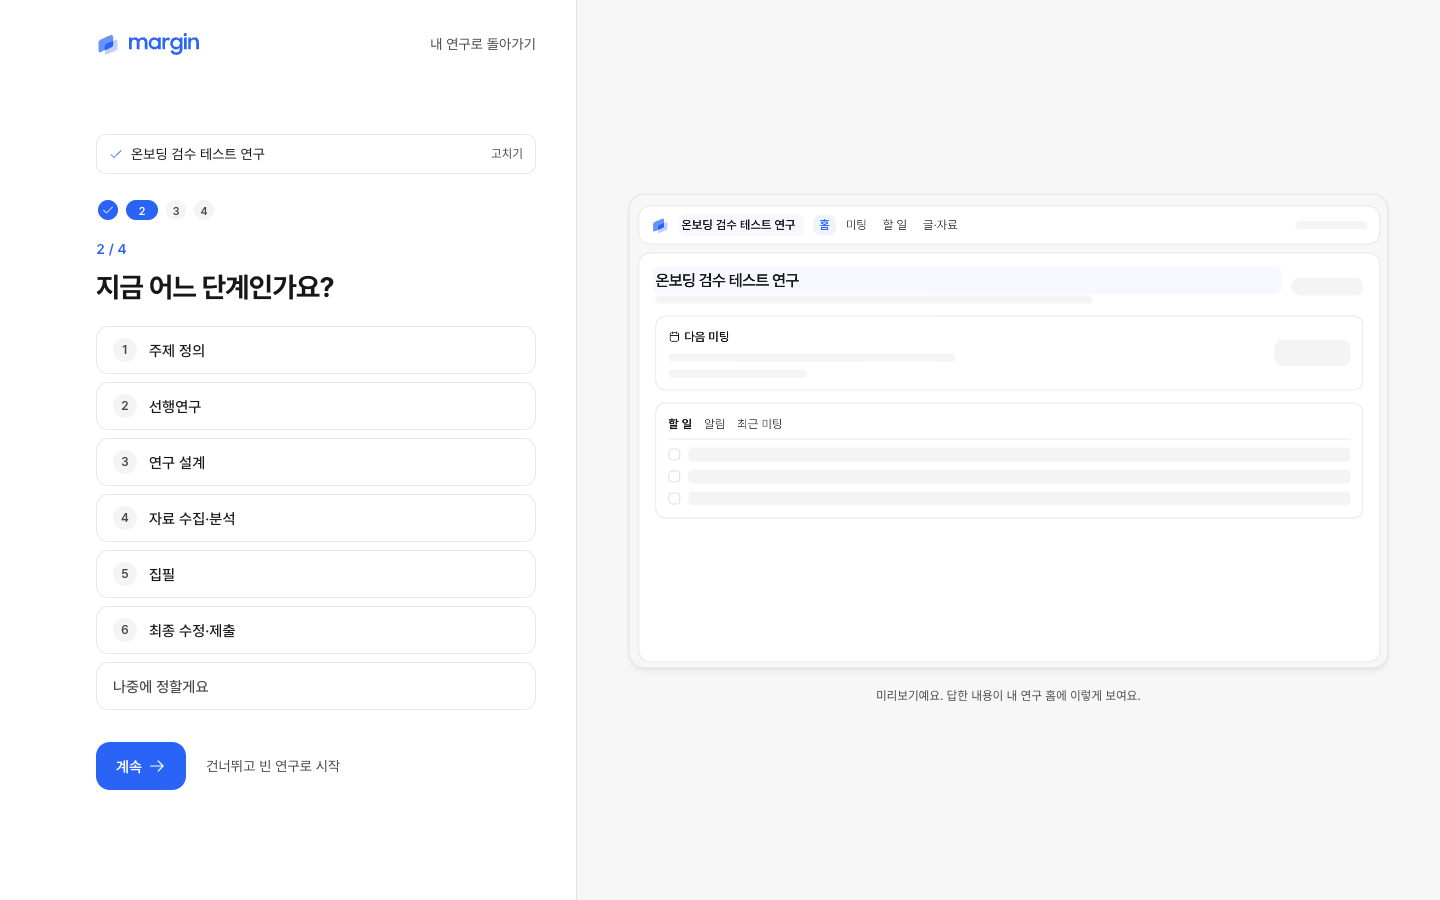 margin
내 연구로 돌아가기
온보딩 검수 테스트 연구
고치기
2
3
4
2 / 4
지금 어느 단계인가요?
1 주제 정의
2 선행연구
3 연구 설계
4 자료 수집·분석
5 집필
6 최종 수정·제출
나중에 정할게요
계속 →
건너뛰고 빈 연구로 시작
온보딩 검수 테스트 연구 홈 미팅 할 일 글·자료
온보딩 검수 테스트 연구
다음 미팅
할 일 알림 최근 미팅
미리보기예요. 답한 내용이 내 연구 홈에 이렇게 보여요.